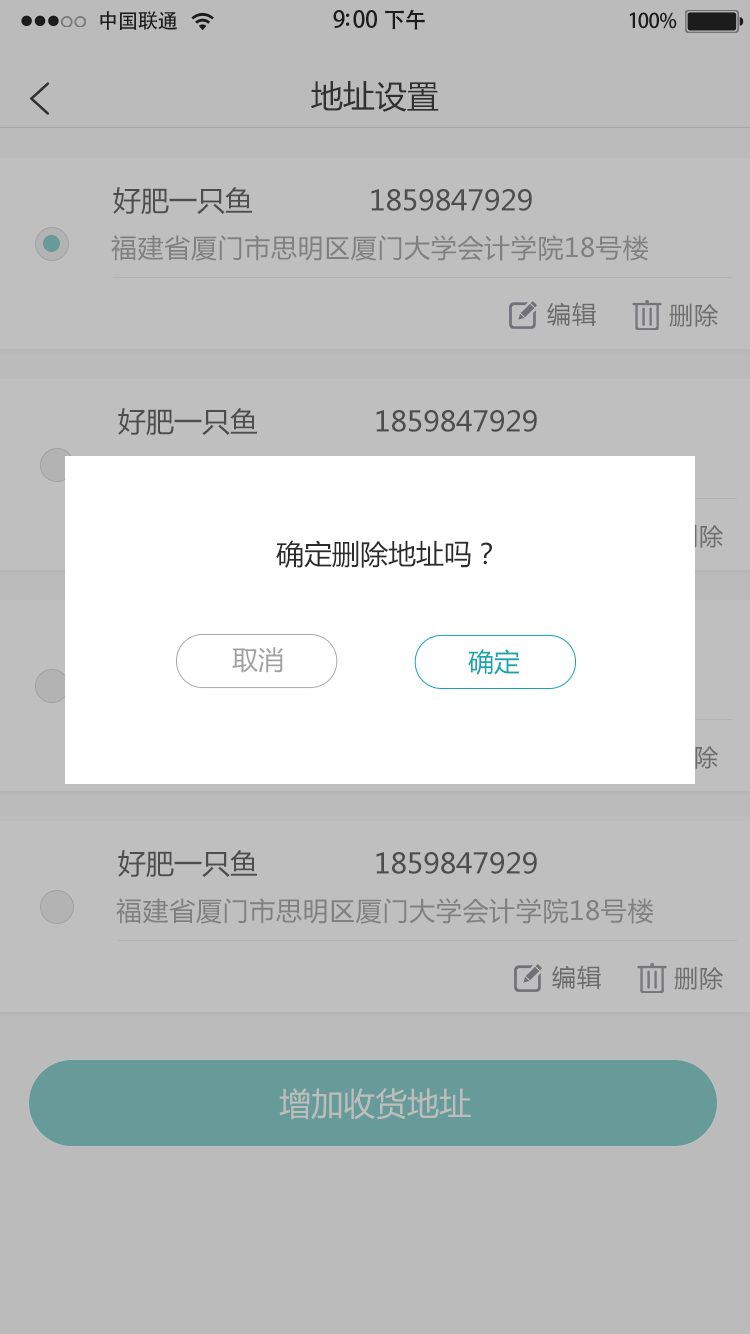 中国联通 9:00 下午 100%
地址设置
好肥一只鱼 1859847929
福建省厦门市思明区厦门大学会计学院18号楼
编辑 删除
好肥一只鱼 1859847929
除
确定删除地址吗？
取消 确定
除
好肥一只鱼 1859847929
福建省厦门市思明区厦门大学会计学院18号楼
编辑 删除
增加收货地址